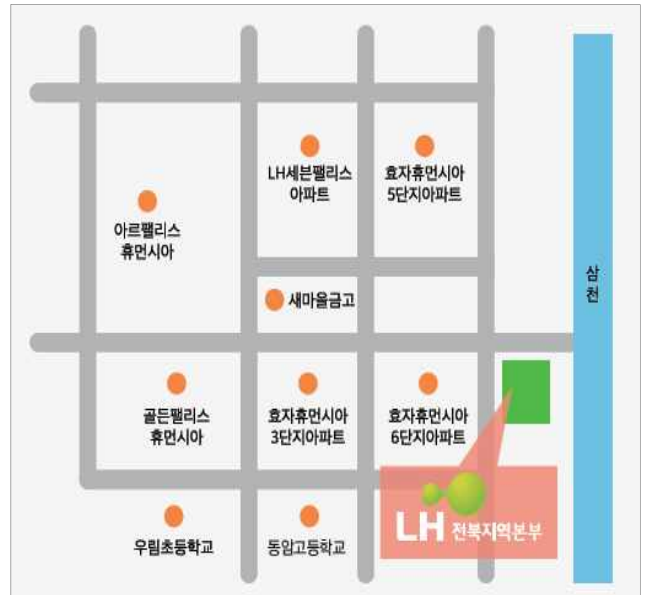 LH세븐팰리스
아파트
효자휴먼시아
5단지아파트
아르팰리스
휴먼시아
삼천
새마을금고
골든팰리스
휴먼시아
효자휴먼시아
3단지아파트
효자휴먼시아
6단지아파트
LH 전북지역본부
우림초등학교
동암고등학교